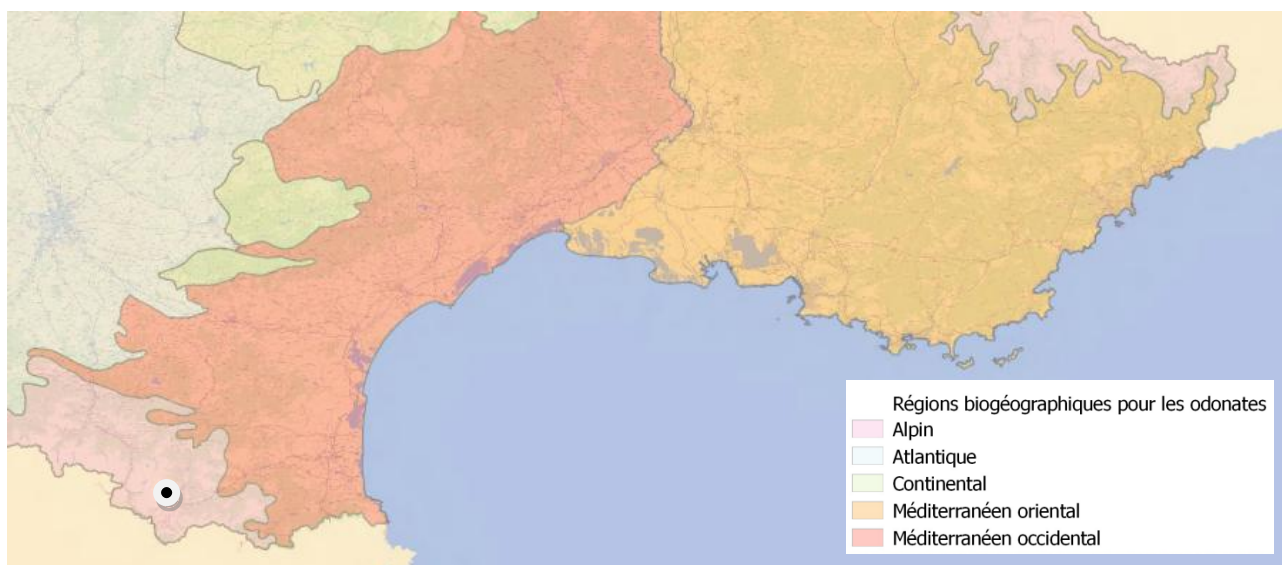 Régions biogéographiques pour les odonates
Alpin
Atlantique
Continental
Méditerranéen oriental
Méditerranéen occidental